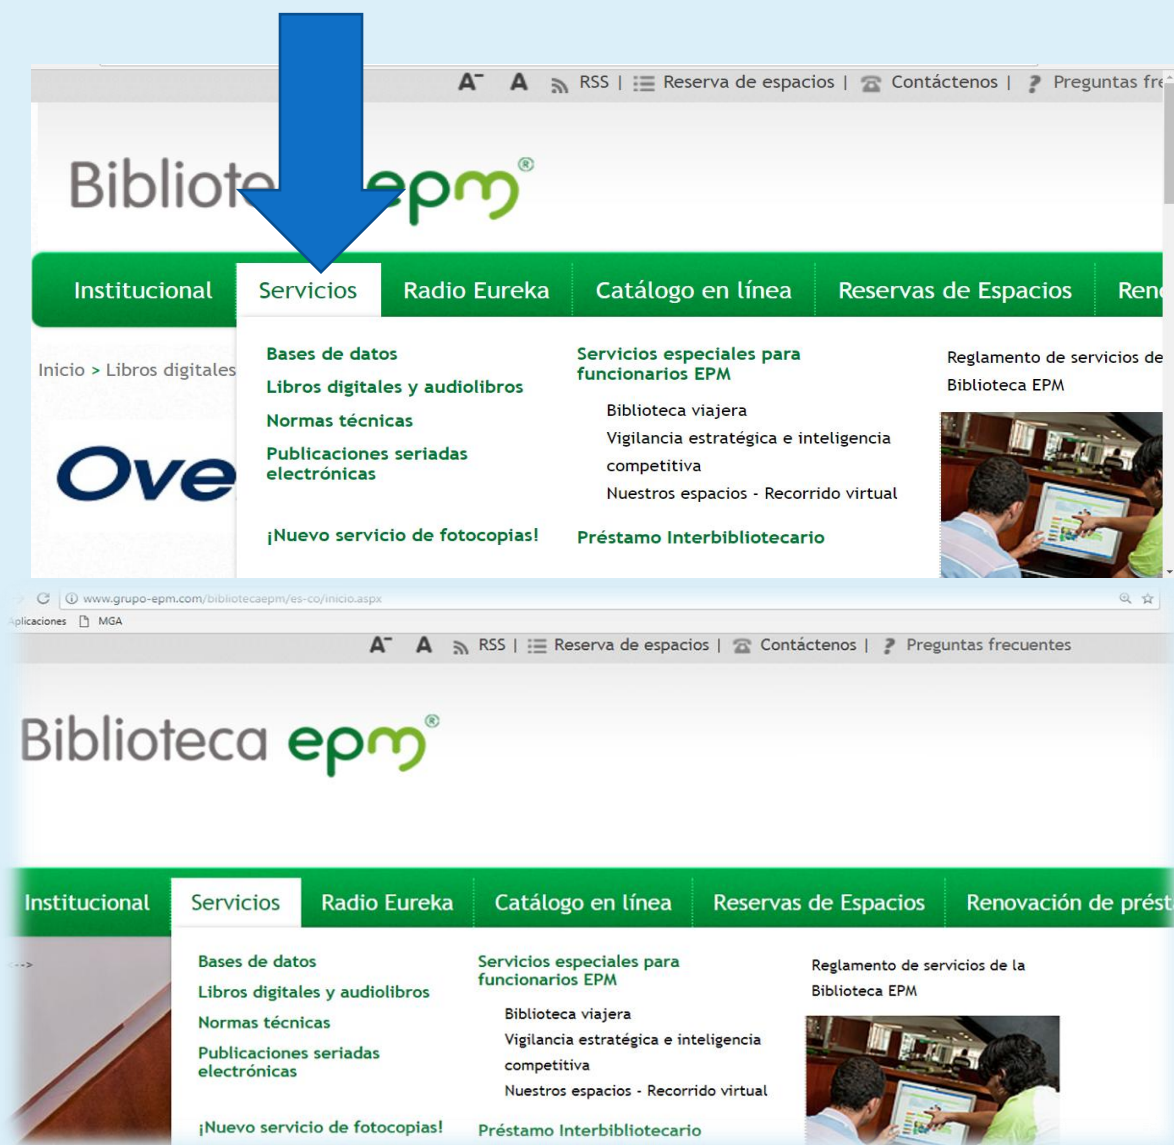 A- A RSS | Reserva de espacios | Contáctenos | ? Preguntas fre
Bibliote epm®
Institucional Servicios Radio Eureka Catálogo en línea Reservas de Espacios Reno
Inicio > Libros digitales
Ove
Bases de datos
Libros digitales y audiolibros
Normas técnicas
Publicaciones seriadas
electrónicas
¡Nuevo servicio de fotocopias!
Servicios especiales para
funcionarios EPM
Biblioteca viajera
Vigilancia estratégica e inteligencia
competitiva
Nuestros espacios - Recorrido virtual
Préstamo Interbibliotecario
Reglamento de servicios de
Biblioteca EPM
www.grupo-epm.com/bibliotecaepm/es-co/inicio.aspx
plicaciones MGA
A- A RSS | Reserva de espacios | Contáctenos | ? Preguntas frecuentes
Biblioteca epm®
Institucional Servicios Radio Eureka Catálogo en línea Reservas de Espacios Renovación de prést
<-->
Bases de datos
Libros digitales y audiolibros
Normas técnicas
Publicaciones seriadas
electrónicas
¡Nuevo servicio de fotocopias!
Servicios especiales para
funcionarios EPM
Biblioteca viajera
Vigilancia estratégica e inteligencia
competitiva
Nuestros espacios - Recorrido virtual
Préstamo Interbibliotecario
Reglamento de servicios de la
Biblioteca EPM